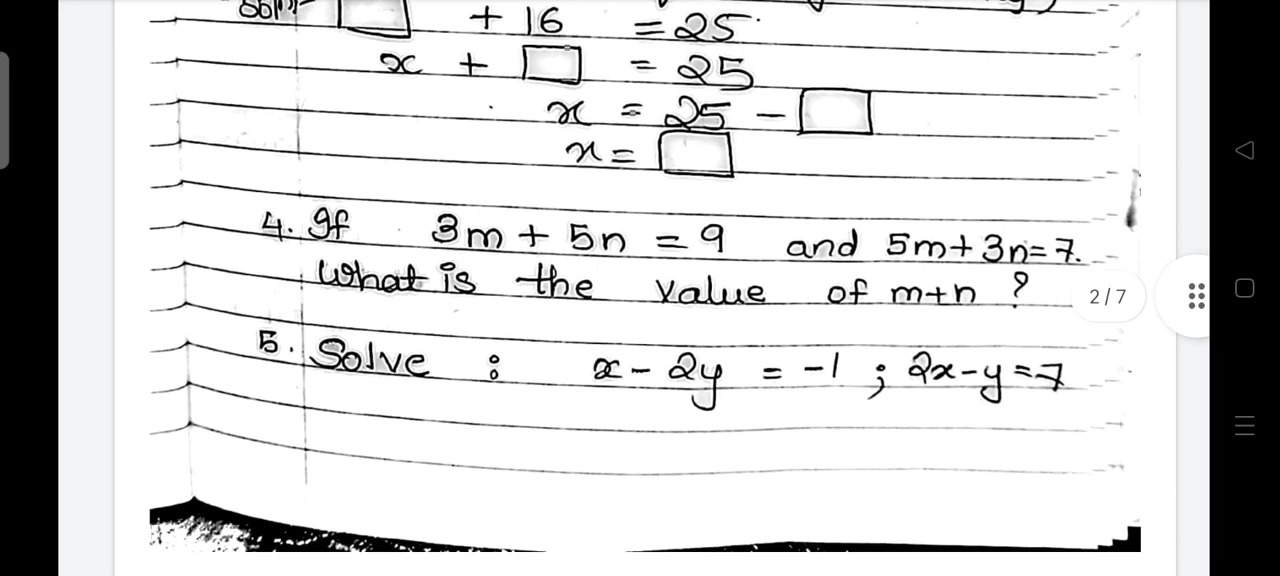 Soln:- □ + 16 = 25
x + □ = 25
x = 25 - □
x = □
4. If 3m + 5n = 9 and 5m + 3n = 7.
What is the value of m+n ?
2/7
5. Solve : x - 2y = -1 ; 2x - y = 7